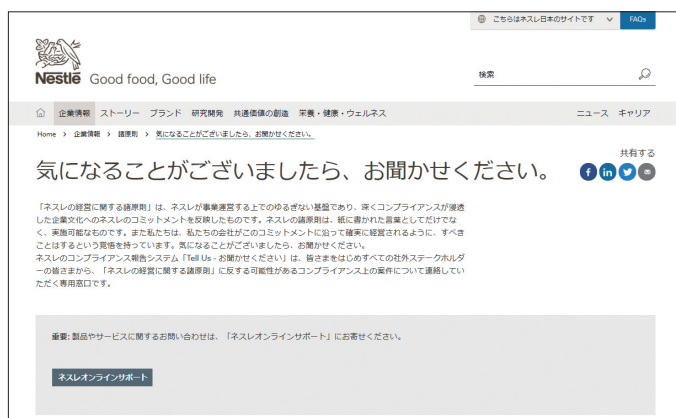 こちらはネスレ日本のサイトです FAQs
Nestlé Good food, Good life
検索
企業情報 ストーリー ブランド 研究開発 共通価値の創造 栄養・健康・ウェルネス ニュース キャリア
Home > 企業情報 > 諸原則 > 気になることがございましたら、お聞かせください。
共有する
気になることがございましたら、お聞かせください。
「ネスレの経営に関する諸原則」は、ネスレが事業運営する上でのゆるぎない基盤であり、深くコンプライアンスが浸透
した企業文化へのネスレのコミットメントを反映したものです。ネスレの諸原則は、紙に書かれた言葉としてだけでな
く、実施可能なものです。また私たちは、私たちの会社がこのコミットメントに沿って確実に経営されるように、すべき
ことはするという覚悟を持っています。気になることがございましたら、お聞かせください。
ネスレのコンプライアンス報告システム「Tell Us - お聞かせください」は、皆さまをはじめすべての社外ステークホルダ
ーの皆さまから、「ネスレの経営に関する諸原則」に反する可能性があるコンプライアンス上の案件について連絡してい
ただく専用窓口です。
重要: 製品やサービスに関するお問い合わせは、「ネスレオンラインサポート」にお寄せください。
ネスレオンラインサポート